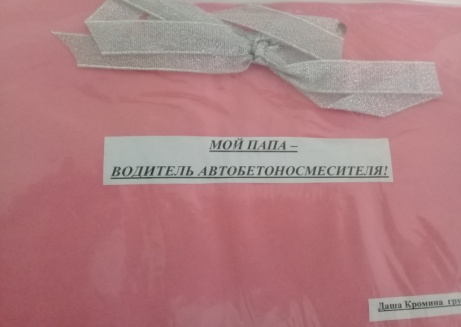 МОЙ ПАПА –
ВОДИТЕЛЬ АВТОБЕТОНОСМЕСИТЕЛЯ!
Даша Кромина